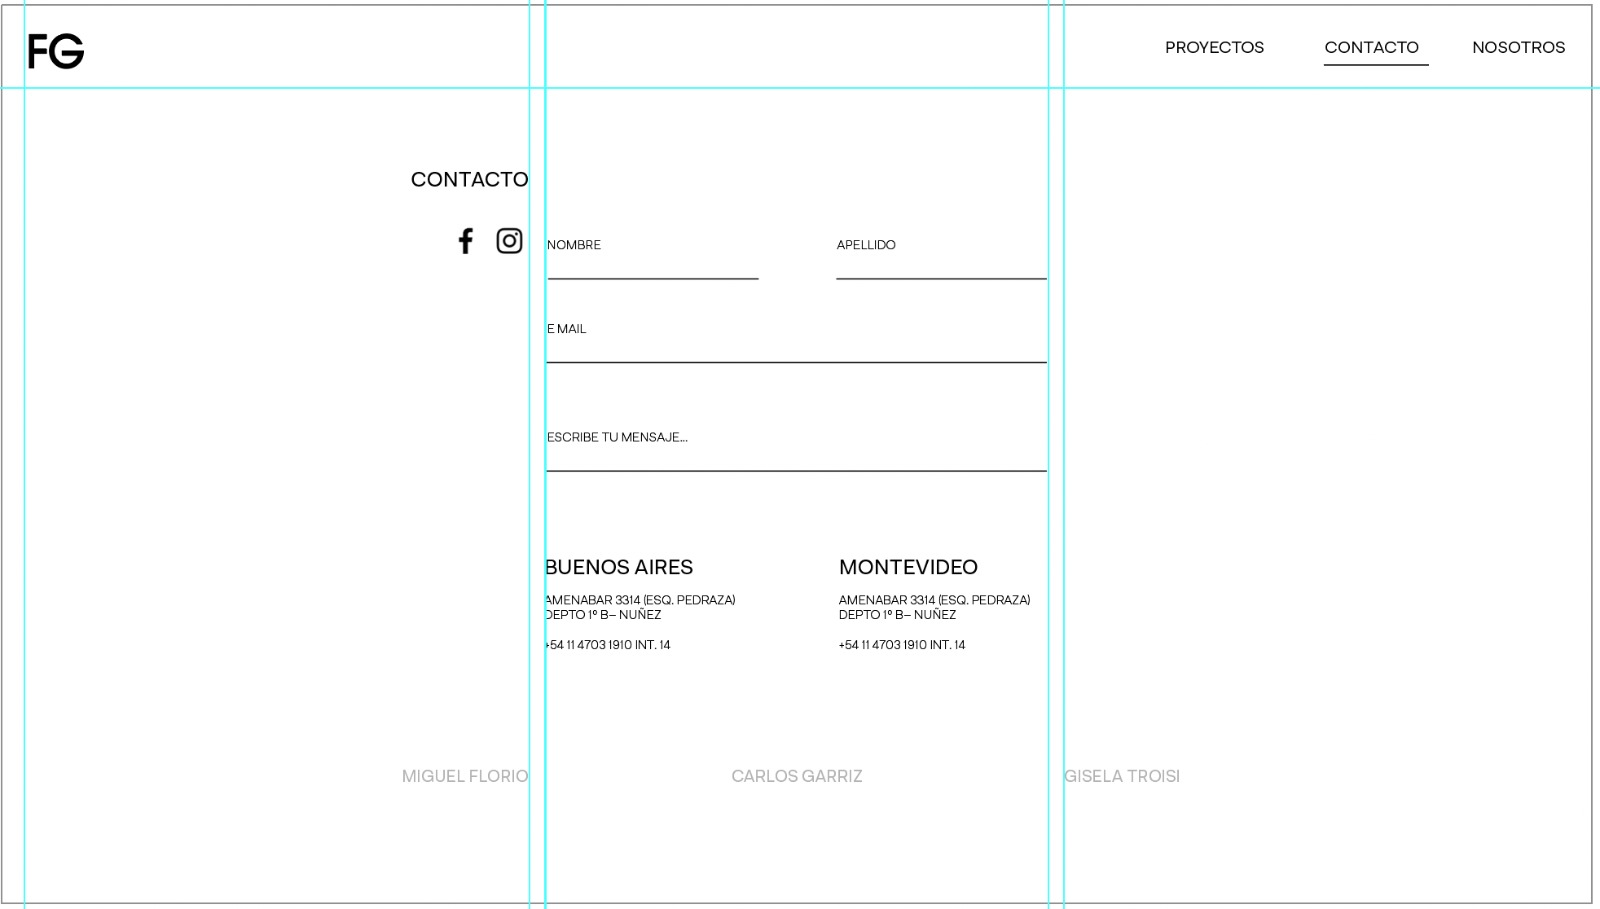 FG
PROYECTOS CONTACTO NOSOTROS
CONTACTO
NOMBRE APELLIDO
E MAIL
ESCRIBE TU MENSAJE...
BUENOS AIRES
AMENABAR 3314 (ESQ. PEDRAZA)
DEPTO 1º B– NUÑEZ
+54 11 4703 1910 INT. 14
MONTEVIDEO
AMENABAR 3314 (ESQ. PEDRAZA)
DEPTO 1º B– NUÑEZ
+54 11 4703 1910 INT. 14
MIGUEL FLORIO CARLOS GARRIZ GISELA TROISI